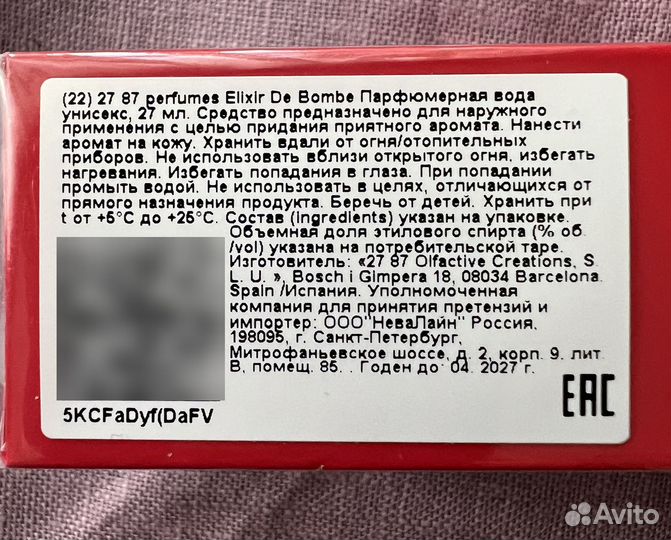 (22) 27 87 perfumes Elixir De Bombe Парфюмерная вода
унисекс, 27 мл. Средство предназначено для наружного
применения с целью придания приятного аромата. Нанести
аромат на кожу. Хранить вдали от огня/отопительных
приборов. Не использовать вблизи открытого огня, избегать
нагревания. Избегать попадания в глаза. При попадании
промыть водой. Не использовать в целях, отличающихся от
прямого назначения продукта. Беречь от детей. Хранить при
t от +5°C до +25°C. Состав (Ingredients) указан на упаковке.
Объемная доля этилового спирта (% об.
/vol) указана на потребительской таре.
Изготовитель: «27 87 Olfactive Creations, S.
L. U. », Bosch i Gimpera 18, 08034 Barcelona.
Spain /Испания. Уполномоченная
компания для принятия претензий и
импортер: ООО"НеваЛайн" Россия,
198095, г. Санкт-Петербург,
Митрофаньевское шоссе, д. 2, корп. 9. лит.
В, помещ. 85. . Годен до: 04. 2027 г.
5KCFaDyf(DaFV
EAC
Avito